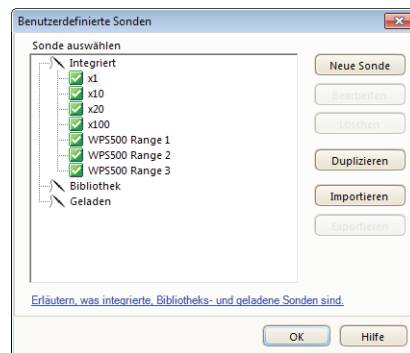 Benutzerdefinierte Sonden
Sonde auswählen
Integriert
x1
x10
x20
x100
WPS500 Range 1
WPS500 Range 2
WPS500 Range 3
Bibliothek
Geladen
Neue Sonde
Bearbeiten
Löschen
Duplizieren
Importieren
Exportieren
Erläutern, was integrierte, Bibliotheks- und geladene Sonden sind.
OK
Hilfe